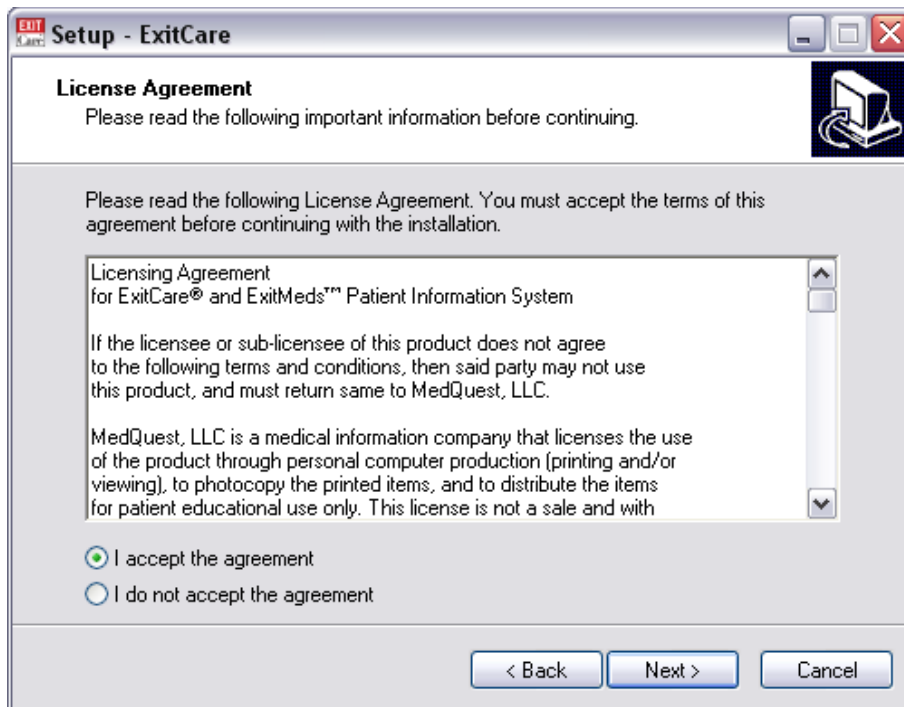 EXIT
Care
Setup - ExitCare
License Agreement
Please read the following important information before continuing.
Please read the following License Agreement. You must accept the terms of this
agreement before continuing with the installation.
Licensing Agreement
for ExitCare® and ExitMeds™ Patient Information System
If the licensee or sub-licensee of this product does not agree
to the following terms and conditions, then said party may not use
this product, and must return same to MedQuest, LLC.
MedQuest, LLC is a medical information company that licenses the use
of the product through personal computer production (printing and/or
viewing), to photocopy the printed items, and to distribute the items
for patient educational use only. This license is not a sale and with
I accept the agreement
I do not accept the agreement
< Back
Next >
Cancel